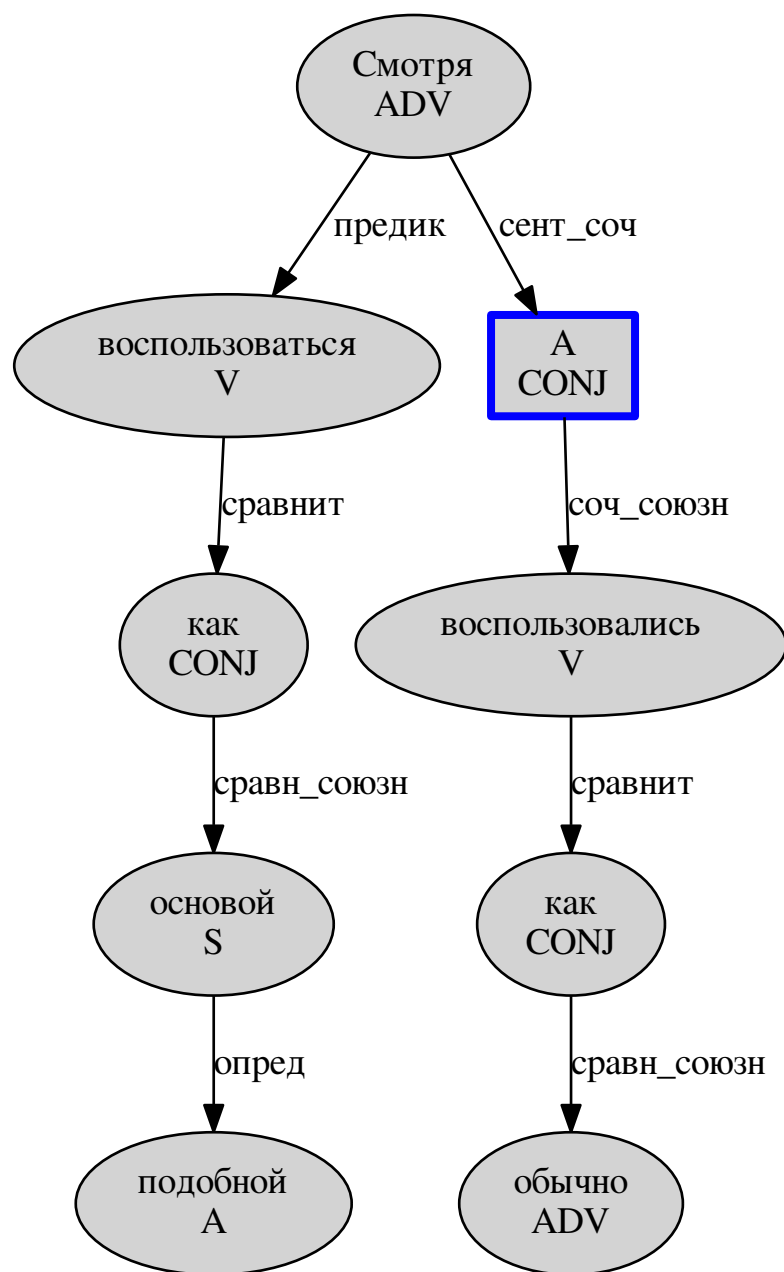 Смотря
ADV
предик
сент_соч
воспользоваться
V
А
CONJ
сравнит
соч_союзн
как
CONJ
воспользовались
V
сравн_союзн
сравнит
основой
S
как
CONJ
опред
сравн_союзн
подобной
A
обычно
ADV